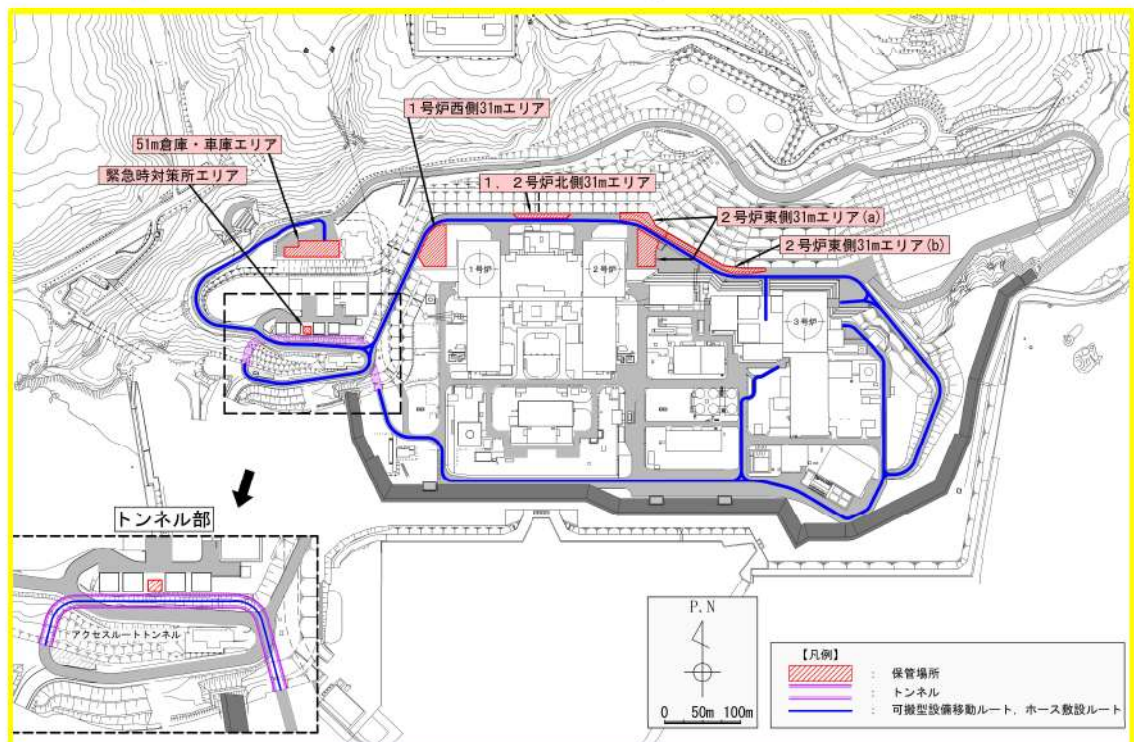 1号炉西側31mエリア
51m倉庫・車庫エリア
緊急時対策所エリア
1，2号炉北側31mエリア
2号炉東側31mエリア(a)
2号炉東側31mエリア(b)
1号炉
2号炉
3号炉
トンネル部
アクセスルートトンネル
P.N
0 50m 100m
【凡例】
： 保管場所
： トンネル
： 可搬型設備移動ルート，ホース敷設ルート